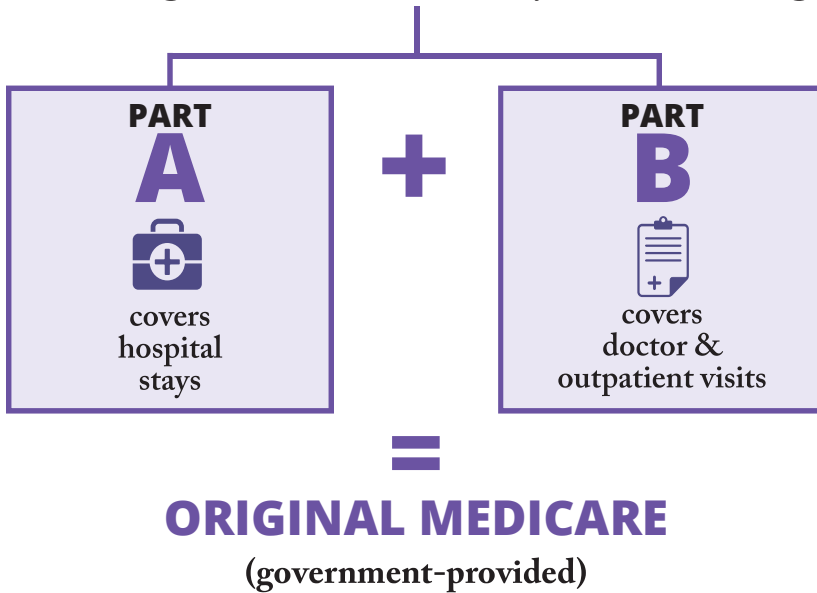 PART
A
covers
hospital
stays
+
PART
B
covers
doctor &
outpatient visits
=
ORIGINAL MEDICARE
(government-provided)